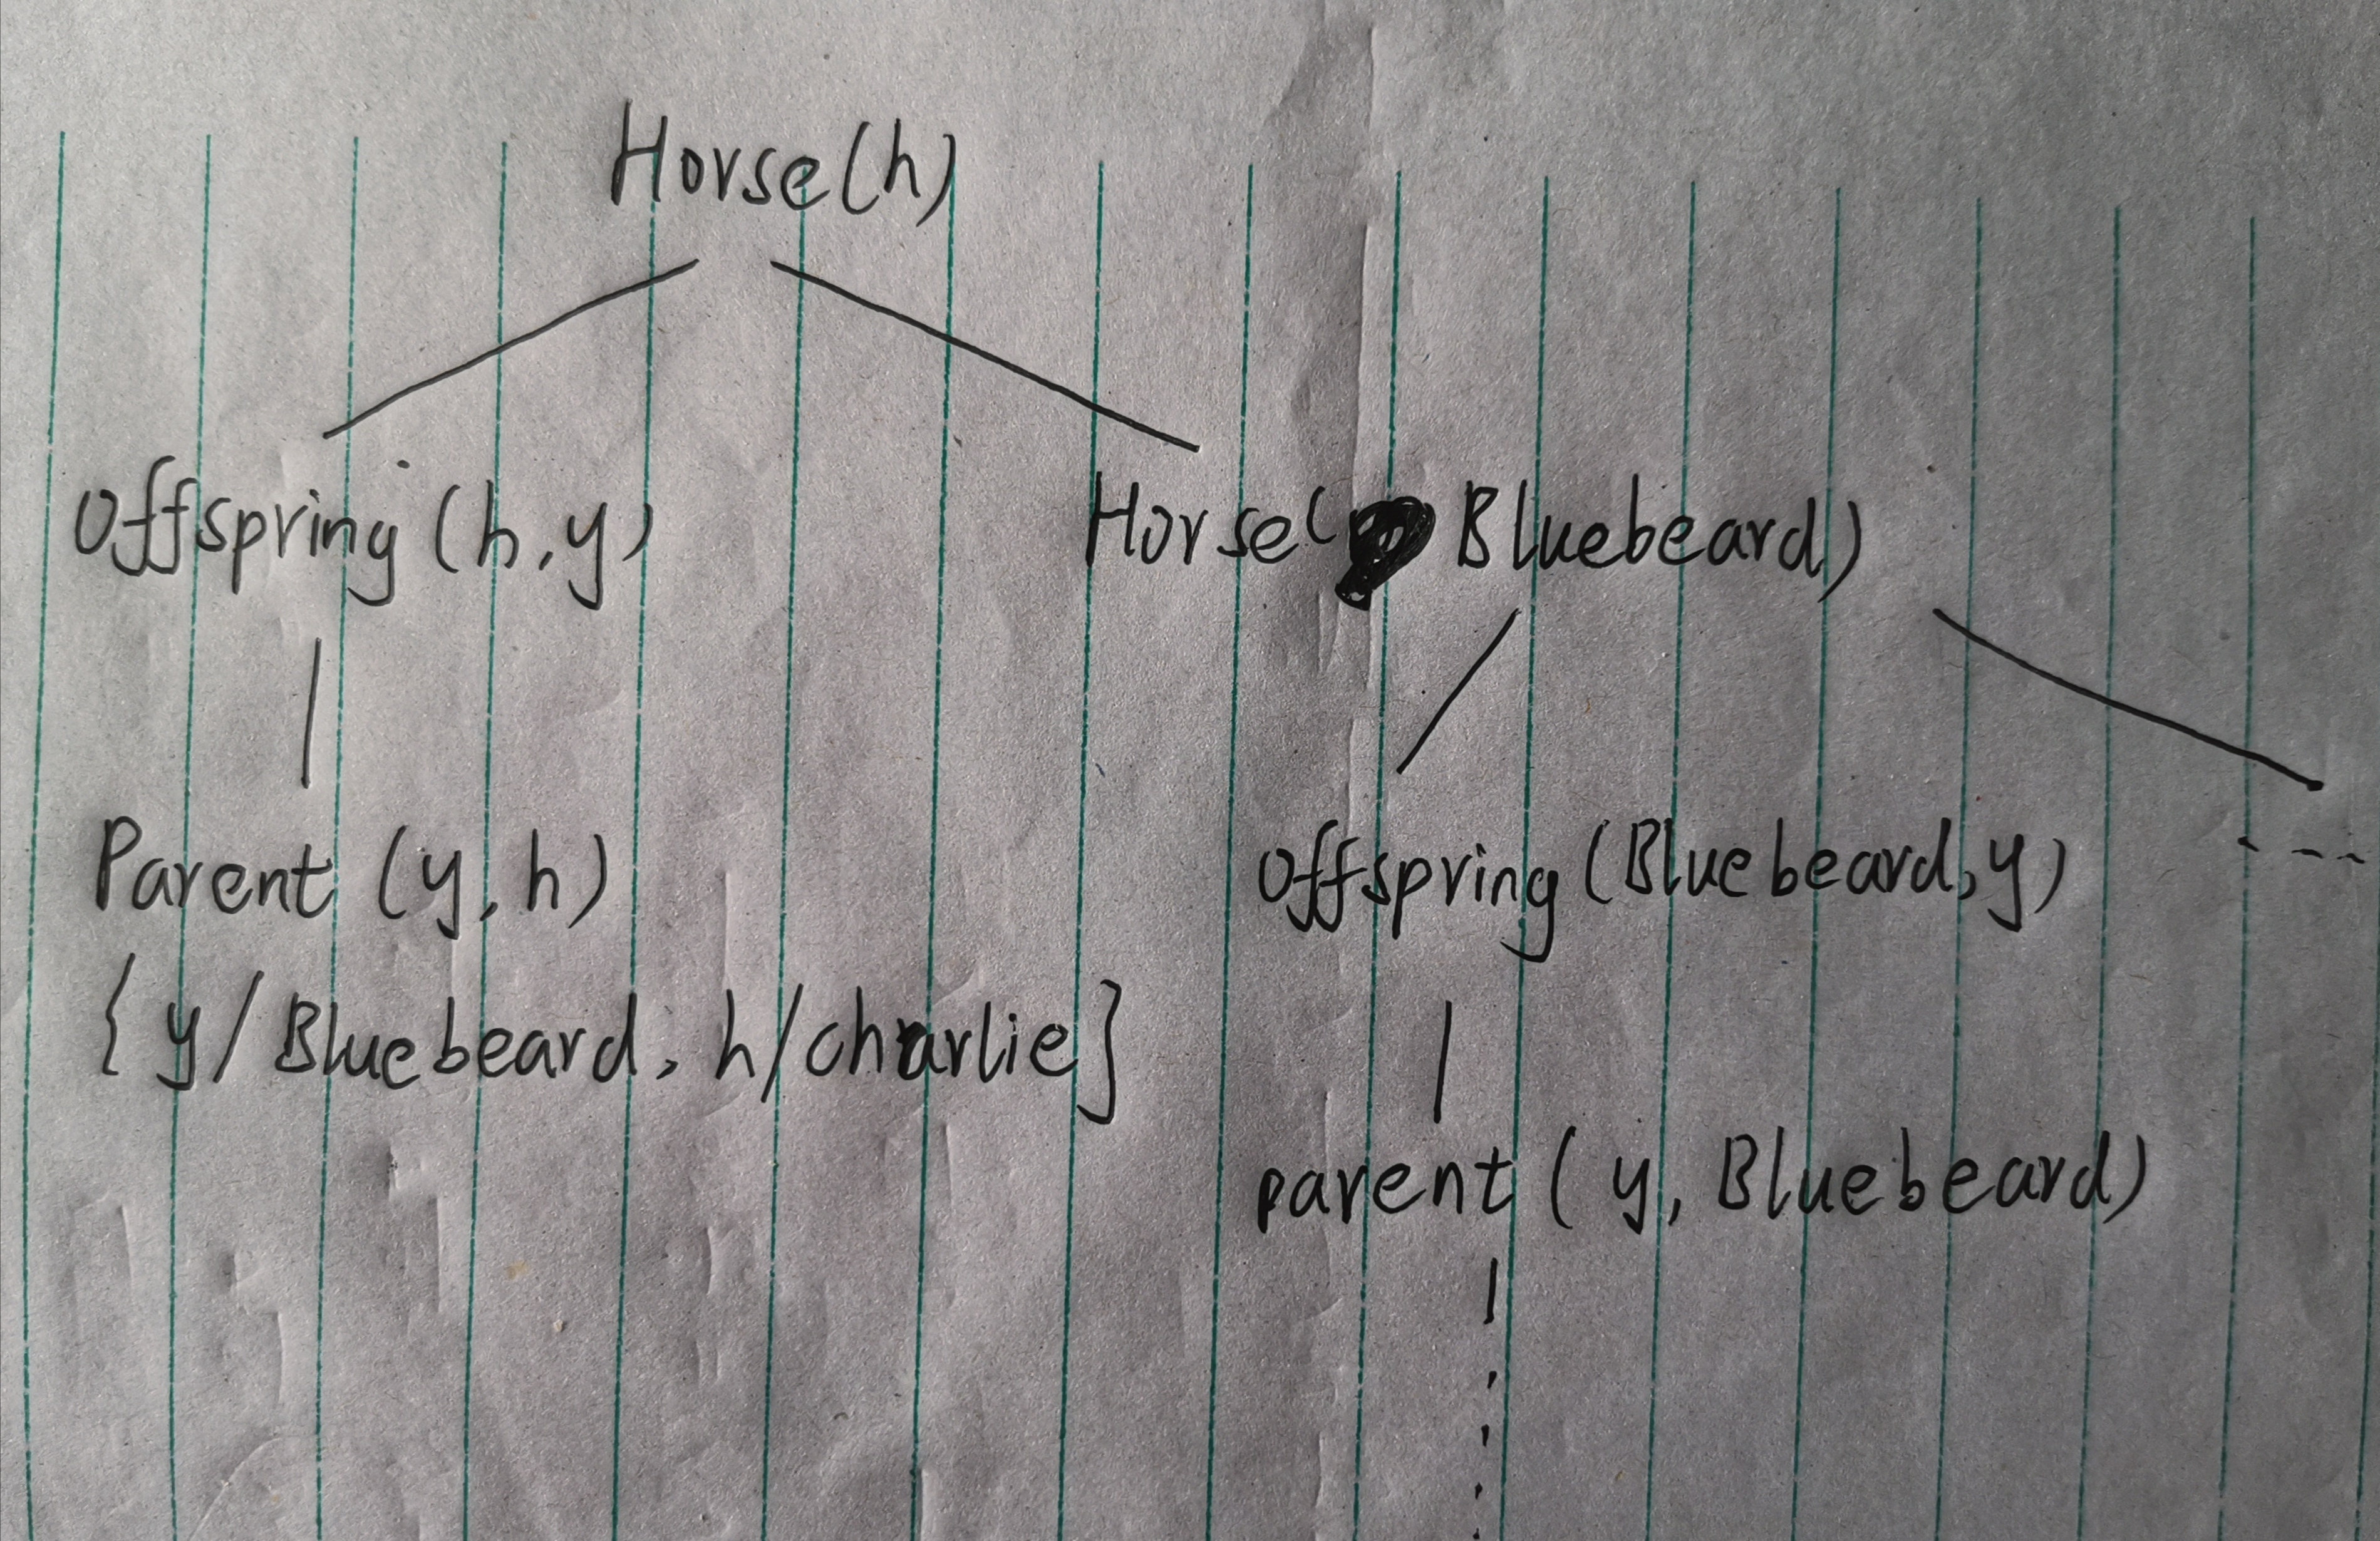 Horse(h)
Offspring (h, y)
Horse( Bluebeard)
Parent (y, h)
{ y/Bluebeard, h/charlie}
Offspring (Bluebeard, y)
parent ( y, Bluebeard)